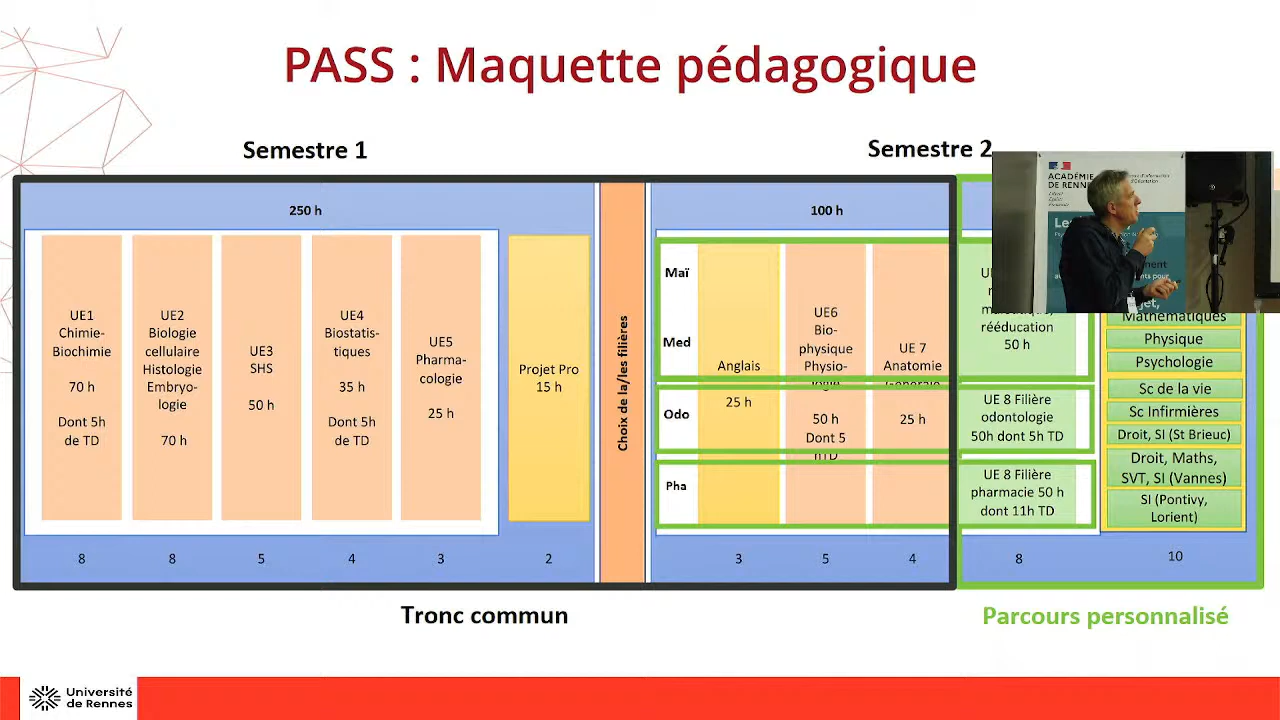 PASS : Maquette pédagogique
Semestre 1
Semestre 2
250 h
100 h
UE1
Chimie-
Biochimie
70 h
Dont 5h
de TD
UE2
Biologie
cellulaire
Histologie
Embryo-
logie
70 h
UE3
SHS
50 h
UE4
Biostatis-
tiques
35 h
Dont 5h
de TD
UE5
Pharma-
cologie
25 h
Projet Pro
15 h
Choix de la/les filières
Maï
Med
Odo
Pha
Anglais
25 h
UE6
Bio-
physique
Physio-
logie
50 h
Dont 5
hTD
UE 7
Anatomie
Générale
25 h
rééducation
50 h
UE 8 Filière
odontologie
50h dont 5h TD
UE 8 Filière
pharmacie 50 h
dont 11h TD
Mathématiques
Physique
Psychologie
Sc de la vie
Sc Infirmières
Droit, SI (St Brieuc)
Droit, Maths,
SVT, SI (Vannes)
SI (Pontivy,
Lorient)
8
8
5
4
3
2
3
5
4
8
10
Tronc commun
Parcours personnalisé
ACADÉMIE
DE RENNE
Université
de Rennes